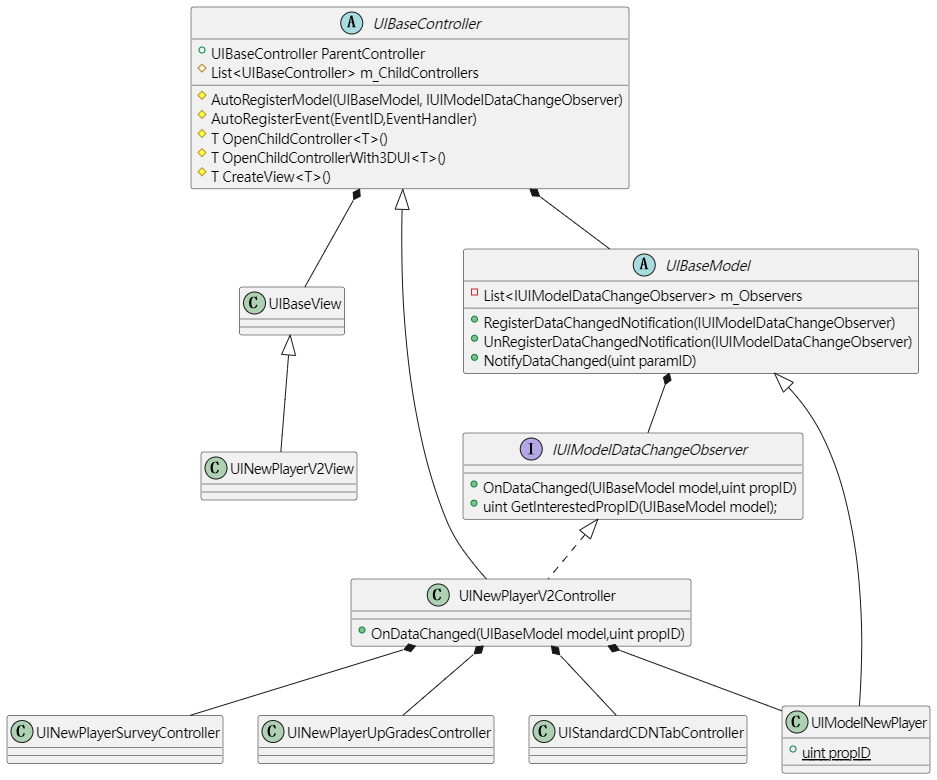 A UIBaseController
UIBaseController ParentController
List<UIBaseController> m_ChildControllers
AutoRegisterModel(UIBaseModel, IUIModelDataChangeObserver)
AutoRegisterEvent(EventID,EventHandler)
T OpenChildController<T>()
T OpenChildControllerWith3DUI<T>()
T CreateView<T>()
A UIBaseModel
List<IUIModelDataChangeObserver> m_Observers
RegisterDataChangedNotification(IUIModelDataChangeObserver)
UnRegisterDataChangedNotification(IUIModelDataChangeObserver)
NotifyDataChanged(uint paramID)
C UIBaseView
C UINewPlayerV2View
I IUIModelDataChangeObserver
OnDataChanged(UIBaseModel model,uint propID)
uint GetInterestedPropID(UIBaseModel model);
C UINewPlayerV2Controller
OnDataChanged(UIBaseModel model,uint propID)
C UINewPlayerSurveyController
C UINewPlayerUpGradesController
C UIStandardCDNTabController
C UIModelNewPlayer
uint propID